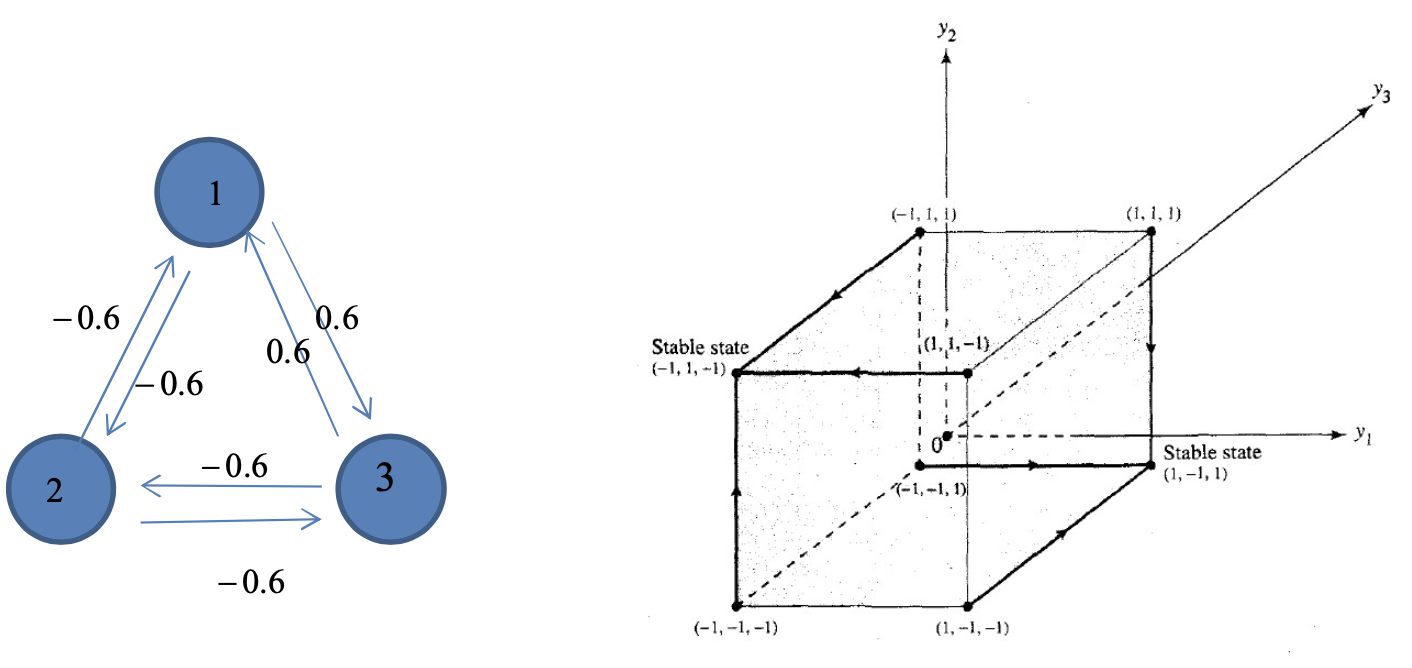 1
−0.6
0.6
0.6
−0.6
2
−0.6
3
−0.6
y₂
y₃
(−1, 1, 1)
(1, 1, 1)
Stable state
(−1, 1, −1)
(1, 1, −1)
0
y₁
Stable state
(1, −1, 1)
(−1, −1, 1)
(−1, −1, −1)
(1, −1, −1)